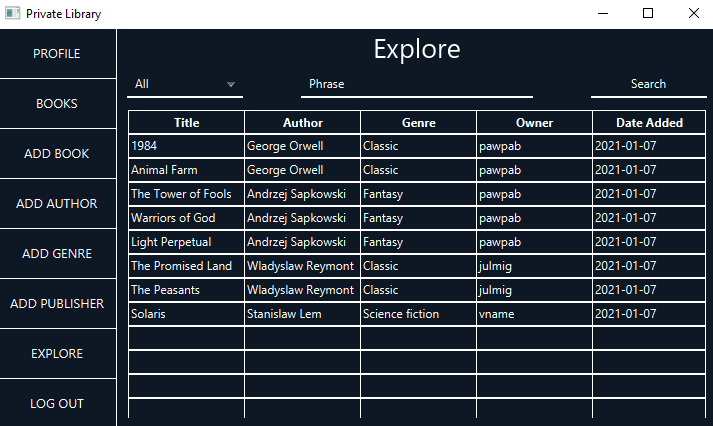 Private Library
PROFILE
BOOKS
ADD BOOK
ADD AUTHOR
ADD GENRE
ADD PUBLISHER
EXPLORE
LOG OUT
Explore
All Phrase Search
Title Author Genre Owner Date Added
1984 George Orwell Classic pawpab 2021-01-07
Animal Farm George Orwell Classic pawpab 2021-01-07
The Tower of Fools Andrzej Sapkowski Fantasy pawpab 2021-01-07
Warriors of God Andrzej Sapkowski Fantasy pawpab 2021-01-07
Light Perpetual Andrzej Sapkowski Fantasy pawpab 2021-01-07
The Promised Land Wladyslaw Reymont Classic julmig 2021-01-07
The Peasants Wladyslaw Reymont Classic julmig 2021-01-07
Solaris Stanislaw Lem Science fiction vname 2021-01-07